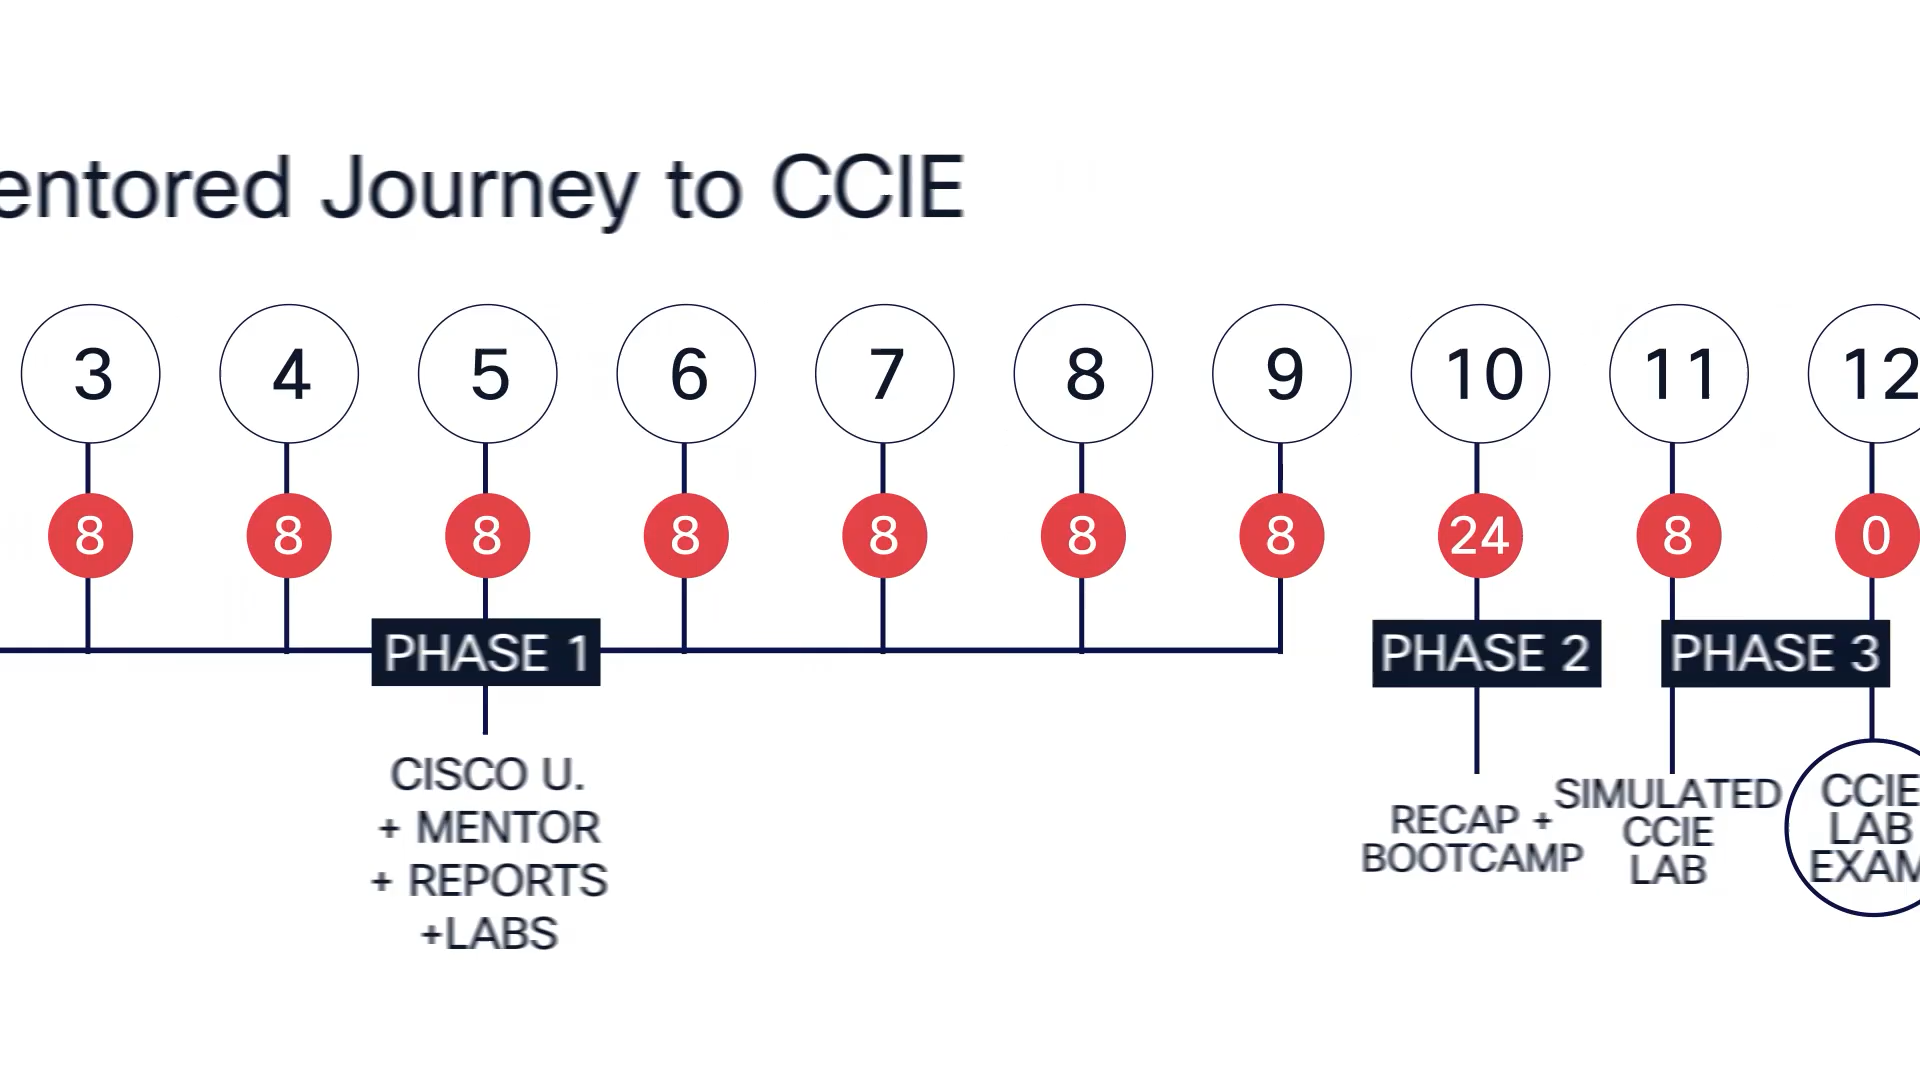 entored Journey to CCIE
3 4 5 6 7 8 9 10 11 12
8 8 8 8 8 8 8 24 8 0
PHASE 1
PHASE 2
PHASE 3
CISCO U.
+ MENTOR
+ REPORTS
+LABS
RECAP +
BOOTCAMP
SIMULATED
CCIE
LAB
CCIE
LAB
EXAM